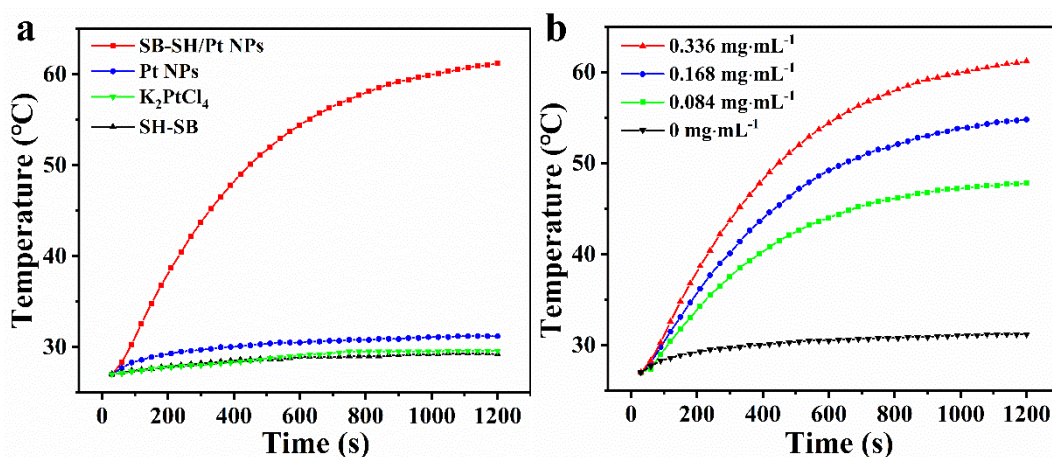 a
SB-SH/Pt NPs
Pt NPs
K₂PtCl₄
SH-SB
Temperature (°C)
60
50
40
30
0 200 400 600 800 1000 1200
Time (s)
b
0.336 mg·mL⁻¹
0.168 mg·mL⁻¹
0.084 mg·mL⁻¹
0 mg·mL⁻¹
Temperature (°C)
60
50
40
30
0 200 400 600 800 1000 1200
Time (s)